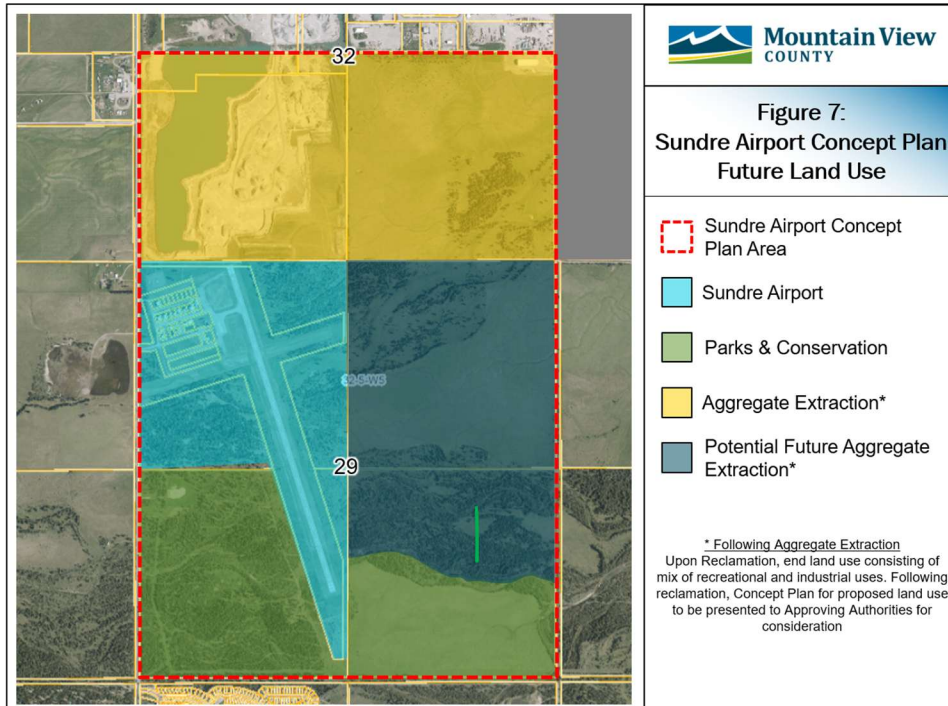 32
32-5-W5
29
Mountain View
COUNTY
Figure 7:
Sundre Airport Concept Plan
Future Land Use
Sundre Airport Concept
Plan Area
Sundre Airport
Parks & Conservation
Aggregate Extraction*
Potential Future Aggregate
Extraction*
* Following Aggregate Extraction
Upon Reclamation, end land use consisting of
mix of recreational and industrial uses. Following
reclamation, Concept Plan for proposed land use
to be presented to Approving Authorities for
consideration